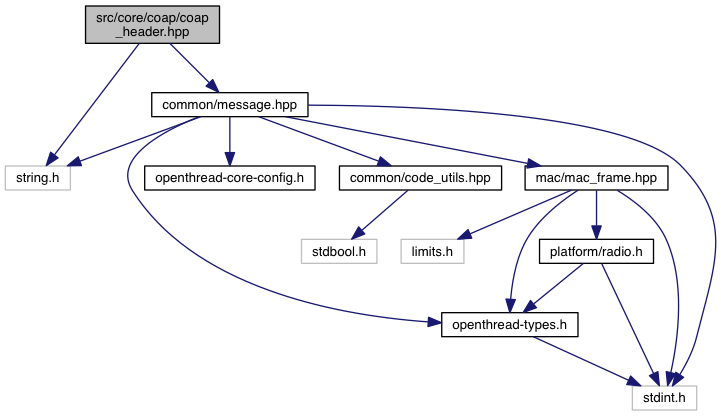 src/core/coap/coap
_header.hpp
common/message.hpp
string.h
openthread-core-config.h
common/code_utils.hpp
mac/mac_frame.hpp
stdbool.h
limits.h
platform/radio.h
openthread-types.h
stdint.h